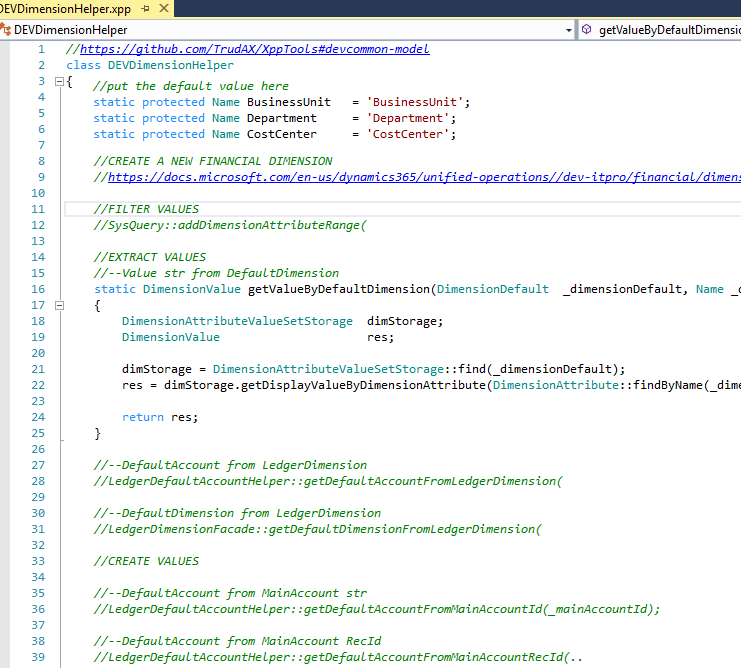 DEVDimensionHelper.xpp
DEVDimensionHelper getValueByDefaultDimensio
1 //https://github.com/TrudAX/XppTools#devcommon-model
2 class DEVDimensionHelper
3 {
4 //put the default value here
static protected Name BusinessUnit = 'BusinessUnit';
5 static protected Name Department = 'Department';
6 static protected Name CostCenter = 'CostCenter';
7
8 //CREATE A NEW FINANCIAL DIMENSION
9 //https://docs.microsoft.com/en-us/dynamics365/unified-operations//dev-itpro/financial/dimens
10
11 //FILTER VALUES
12 //SysQuery::addDimensionAttributeRange(
13
14 //EXTRACT VALUES
15 //--Value str from DefaultDimension
16 static DimensionValue getValueByDefaultDimension(DimensionDefault _dimensionDefault, Name _d
17 {
18 DimensionAttributeValueSetStorage dimStorage;
19 DimensionValue res;
20
21 dimStorage = DimensionAttributeValueSetStorage::find(_dimensionDefault);
22 res = dimStorage.getDisplayValueByDimensionAttribute(DimensionAttribute::findByName(_dime
23
24 return res;
25 }
26
27 //--DefaultAccount from LedgerDimension
28 //LedgerDefaultAccountHelper::getDefaultAccountFromLedgerDimension(
29
30 //--DefaultDimension from LedgerDimension
31 //LedgerDimensionFacade::getDefaultDimensionFromLedgerDimension(
32
33 //CREATE VALUES
34
35 //--DefaultAccount from MainAccount str
36 //LedgerDefaultAccountHelper::getDefaultAccountFromMainAccountId(_mainAccountId);
37
38 //--DefaultAccount from MainAccount RecId
39 //LedgerDefaultAccountHelper::getDefaultAccountFromMainAccountRecId(..